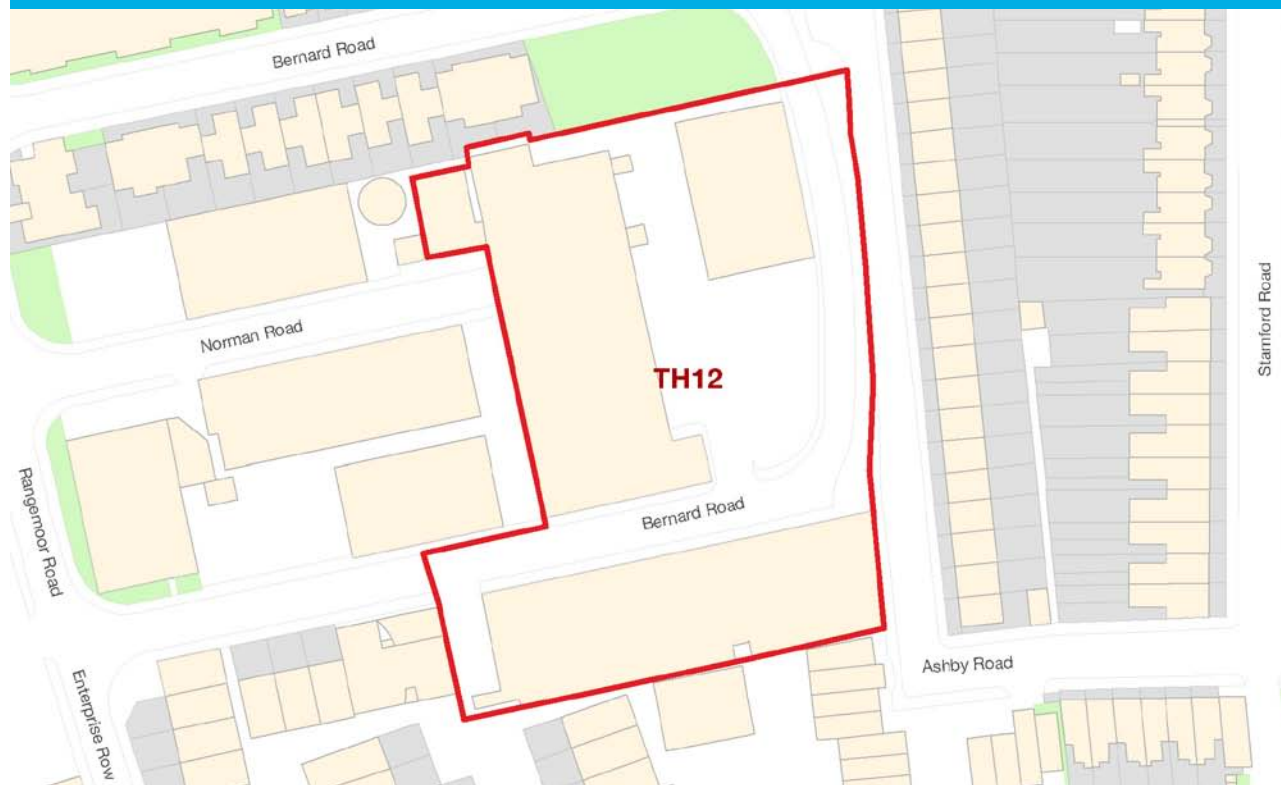 Bernard Road
Norman Road
TH12
Stamford Road
Rangemoor Road
Bernard Road
Ashby Road
Enterprise Row